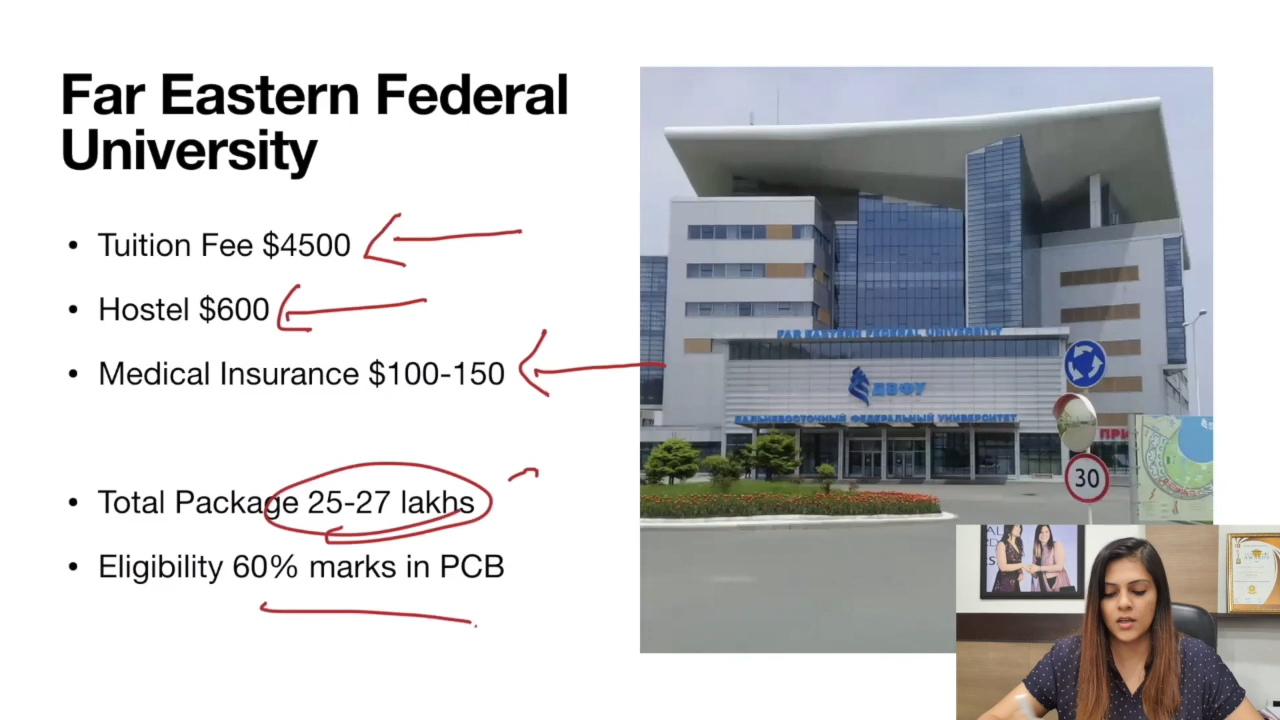 Far Eastern Federal
University
• Tuition Fee $4500
• Hostel $600
Medical Insurance $100-150
• Total Package 25-27 lakhs
• Eligibility 60% marks in PCB
FAR EASTERN FEDERAL UNIVERSITY
ДВФУ
ДАЛЬНЕВОСТОЧНЫЙ ФЕДЕРАЛЬНЫЙ УНИВЕРСИТЕТ
ПРИ
30